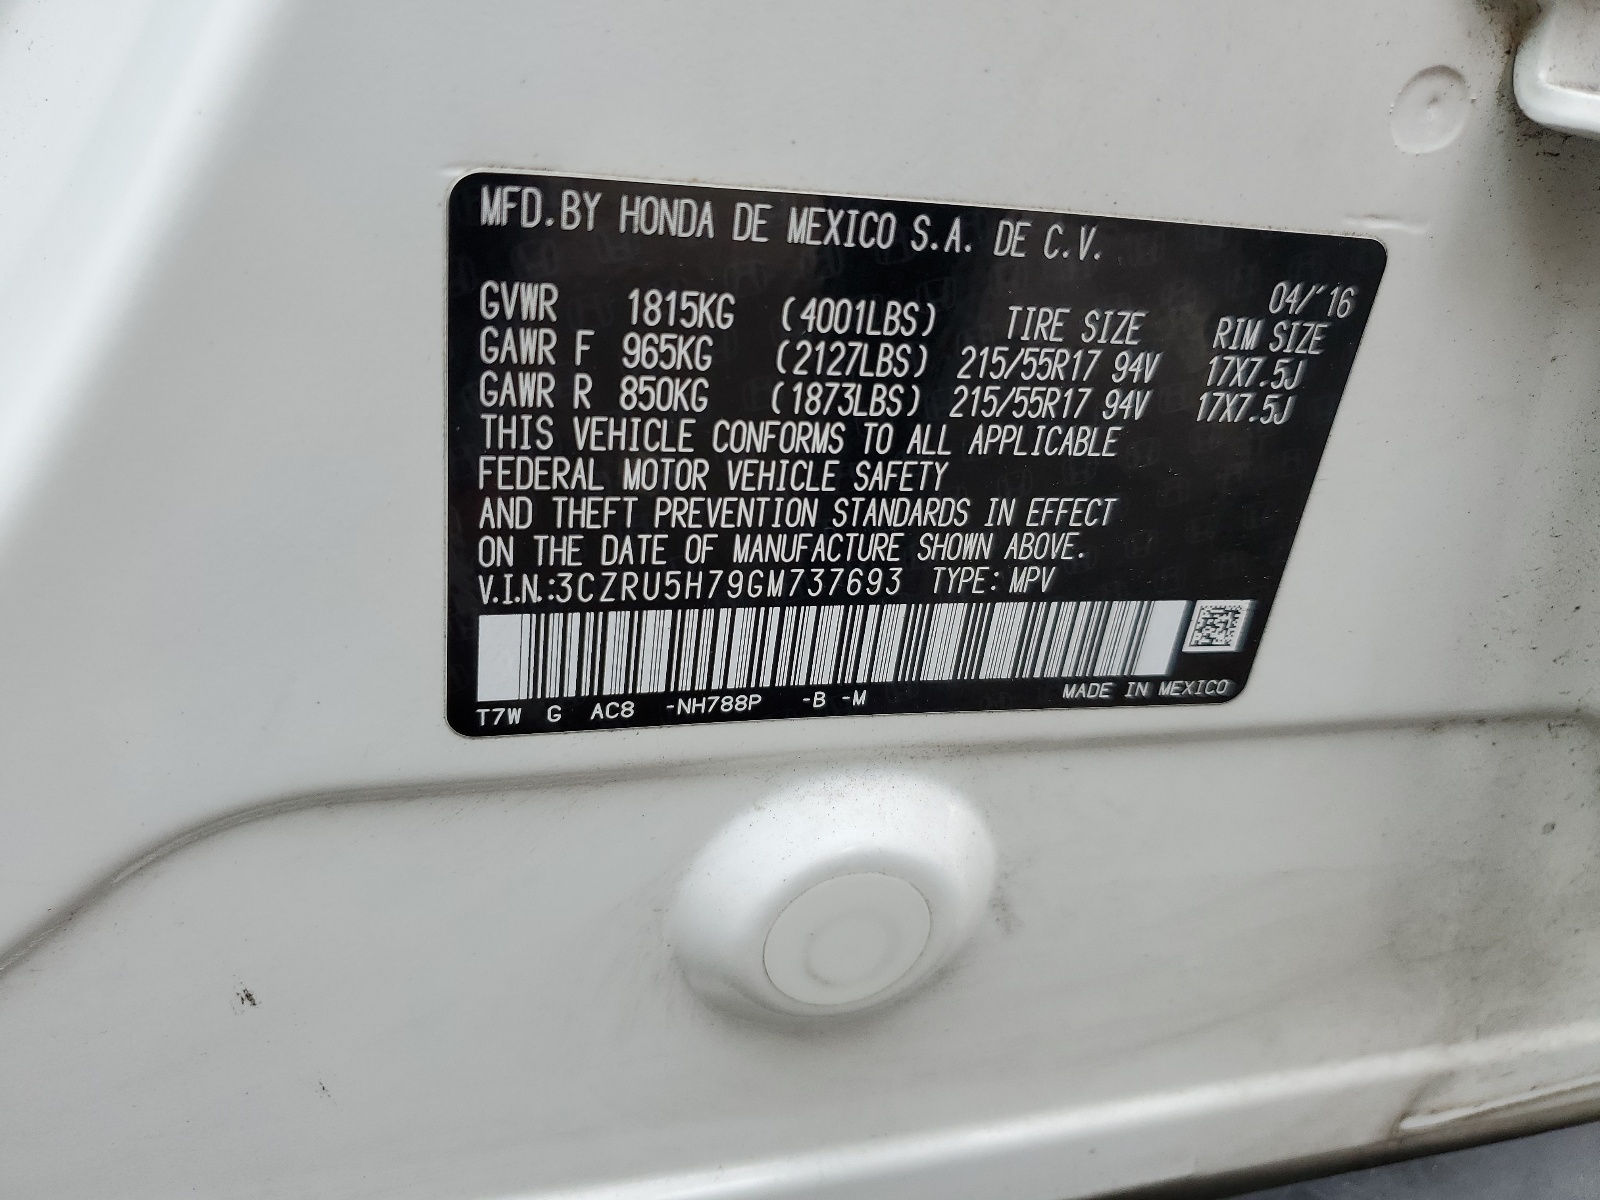 MFD.BY HONDA DE MEXICO S.A. DE C.V.
04/'16
GVWR 1815KG (4001LBS) TIRE SIZE RIM SIZE
GAWR F 965KG (2127LBS) 215/55R17 94V 17X7.5J
GAWR R 850KG (1873LBS) 215/55R17 94V 17X7.5J
THIS VEHICLE CONFORMS TO ALL APPLICABLE
FEDERAL MOTOR VEHICLE SAFETY
AND THEFT PREVENTION STANDARDS IN EFFECT
ON THE DATE OF MANUFACTURE SHOWN ABOVE.
V.I.N.:3CZRU5H79GM737693 TYPE: MPV
T7W G AC8 -NH788P -B -M MADE IN MEXICO